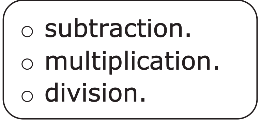 ○ subtraction.
○ multiplication.
○ division.